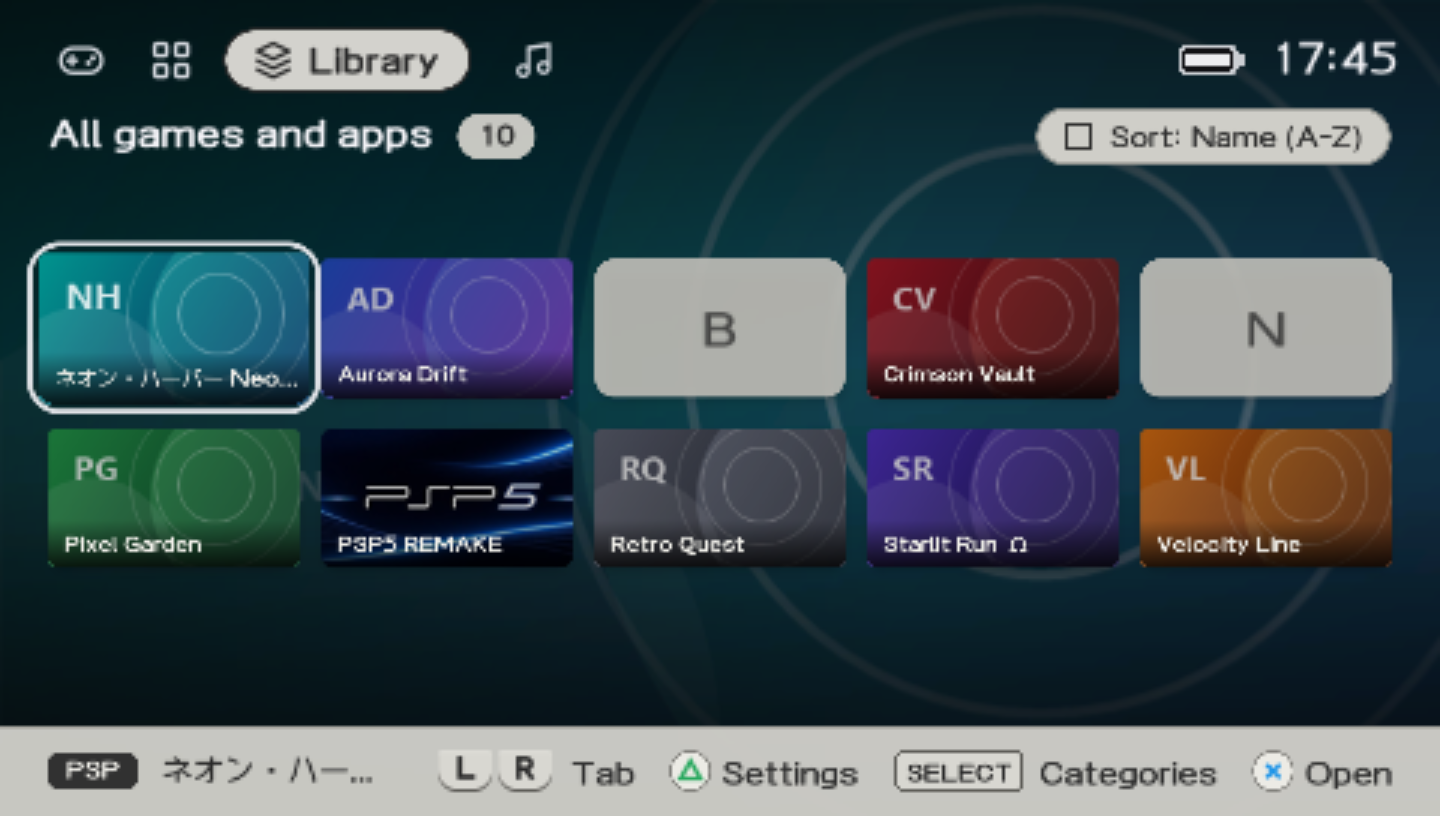 Library
17:45
All games and apps 10
□ Sort: Name (A-Z)
NH
ネオン・ハーバー Neo...
AD
Aurora Drift
B
CV
Crimson Vault
N
PG
Pixel Garden
PSP5
PSP5 REMAKE
RQ
Retro Quest
SR
Starlit Run Ω
VL
Velocity Line
PSP ネオン・ハー... L R Tab Settings SELECT Categories Open